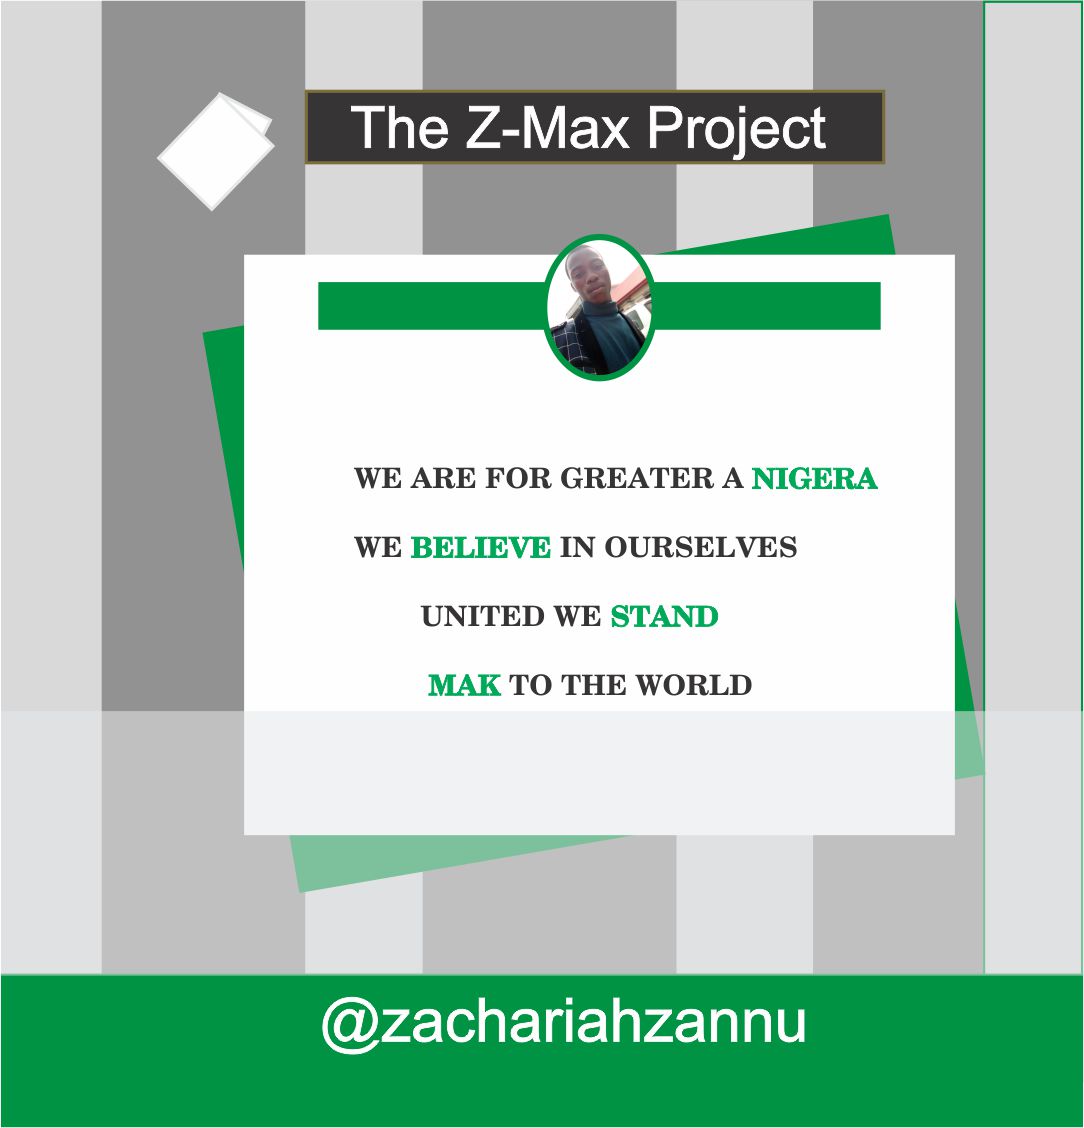 The Z-Max Project
WE ARE FOR GREATER A NIGERA
WE BELIEVE IN OURSELVES
UNITED WE STAND
MAK TO THE WORLD
@zachariahzannu